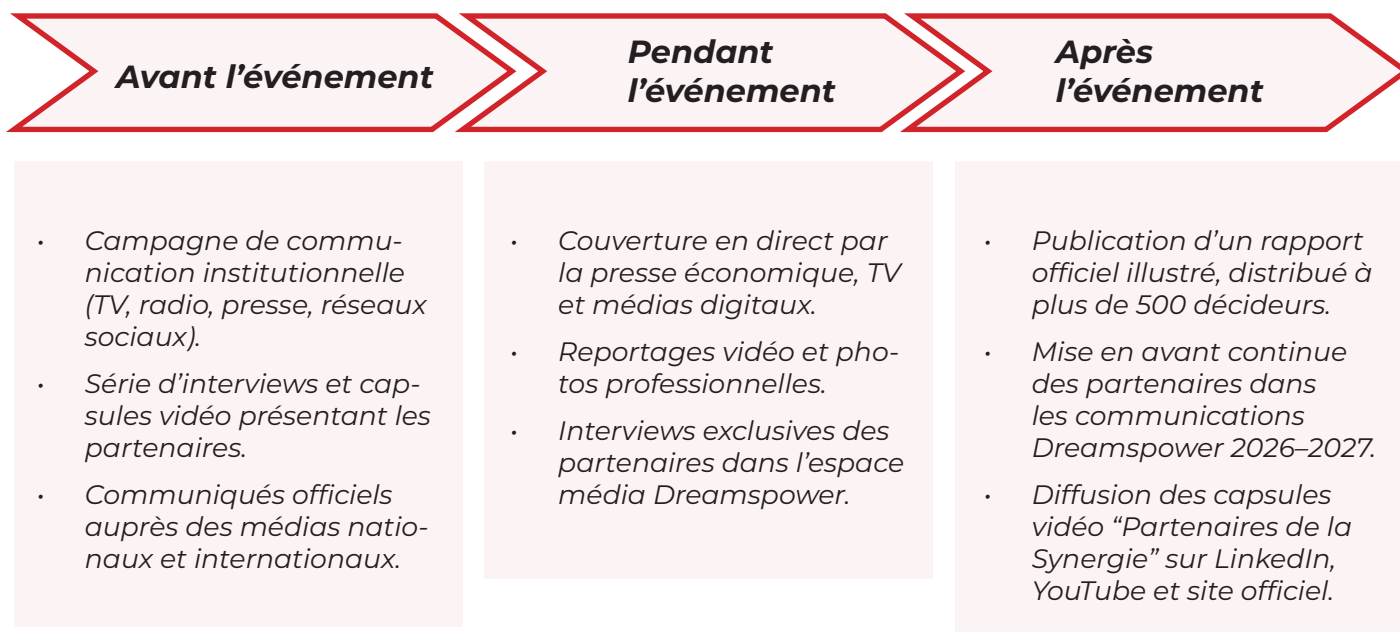 Avant l’événement
Pendant
l’événement
Après
l’événement
• Campagne de commu-
nication institutionnelle
(TV, radio, presse, réseaux
sociaux).
• Série d’interviews et cap-
sules vidéo présentant les
partenaires.
• Communiqués officiels
auprès des médias natio-
naux et internationaux.
• Couverture en direct par
la presse économique, TV
et médias digitaux.
• Reportages vidéo et pho-
tos professionnelles.
• Interviews exclusives des
partenaires dans l’espace
média Dreamspower.
• Publication d’un rapport
officiel illustré, distribué à
plus de 500 décideurs.
• Mise en avant continue
des partenaires dans
les communications
Dreamspower 2026–2027.
• Diffusion des capsules
vidéo “Partenaires de la
Synergie” sur LinkedIn,
YouTube et site officiel.